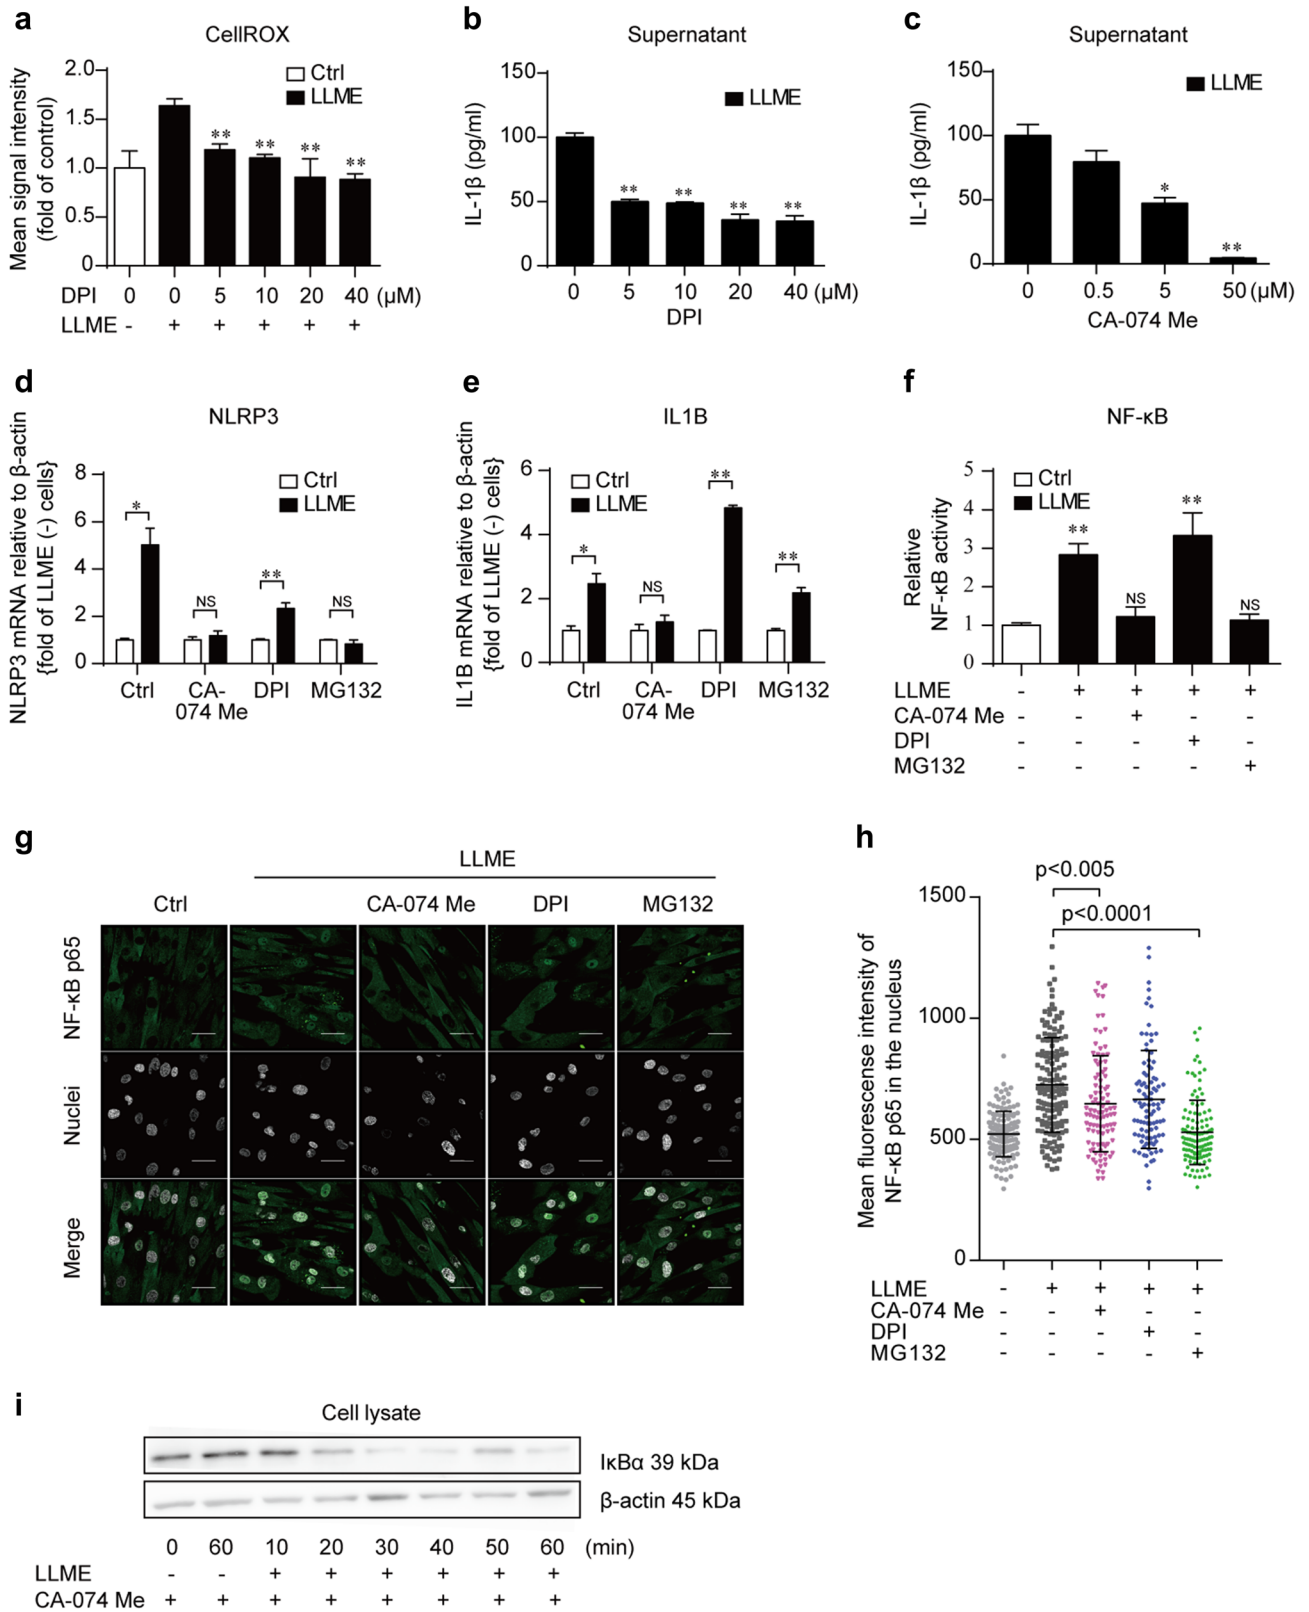 a
CellROX
Mean signal intensity
(fold of control)
2.0
1.5
1.0
0.5
0
Ctrl
LLME
** ** ** **
DPI 0 0 5 10 20 40 (μM)
LLME - + + + + +
b
Supernatant
IL-1β (pg/ml)
150
100
50
0
LLME
** ** ** **
0 5 10 20 40 (μM)
DPI
c
Supernatant
IL-1β (pg/ml)
150
100
50
0
LLME
* **
0 0.5 5 50 (μM)
CA-074 Me
d
NLRP3
NLRP3 mRNA relative to β-actin
{fold of LLME (-) cells}
8
6
4
2
0
Ctrl
LLME
* NS ** NS
Ctrl CA- DPI MG132
074 Me
e
IL1B
IL1B mRNA relative to β-actin
{fold of LLME (-) cells}
6
4
2
0
Ctrl
LLME
* NS ** **
Ctrl CA- DPI MG132
074 Me
f
NF-κB
Relative
NF-κB activity
5
4
3
2
1
0
Ctrl
LLME
** NS ** NS
LLME - + + + +
CA-074 Me - - + - -
DPI - - - + -
MG132 - - - - +
g
LLME
Ctrl CA-074 Me DPI MG132
NF-κB p65
Nuclei
Merge
h
p<0.005
p<0.0001
Mean fluorescense intensity of
NF-κB p65 in the nucleus
1500
1000
500
0
LLME - + + + +
CA-074 Me - - + - -
DPI - - - + -
MG132 - - - - +
i
Cell lysate
IκBα 39 kDa
β-actin 45 kDa
0 60 10 20 30 40 50 60 (min)
LLME - - + + + + + +
CA-074 Me + + + + + + + +